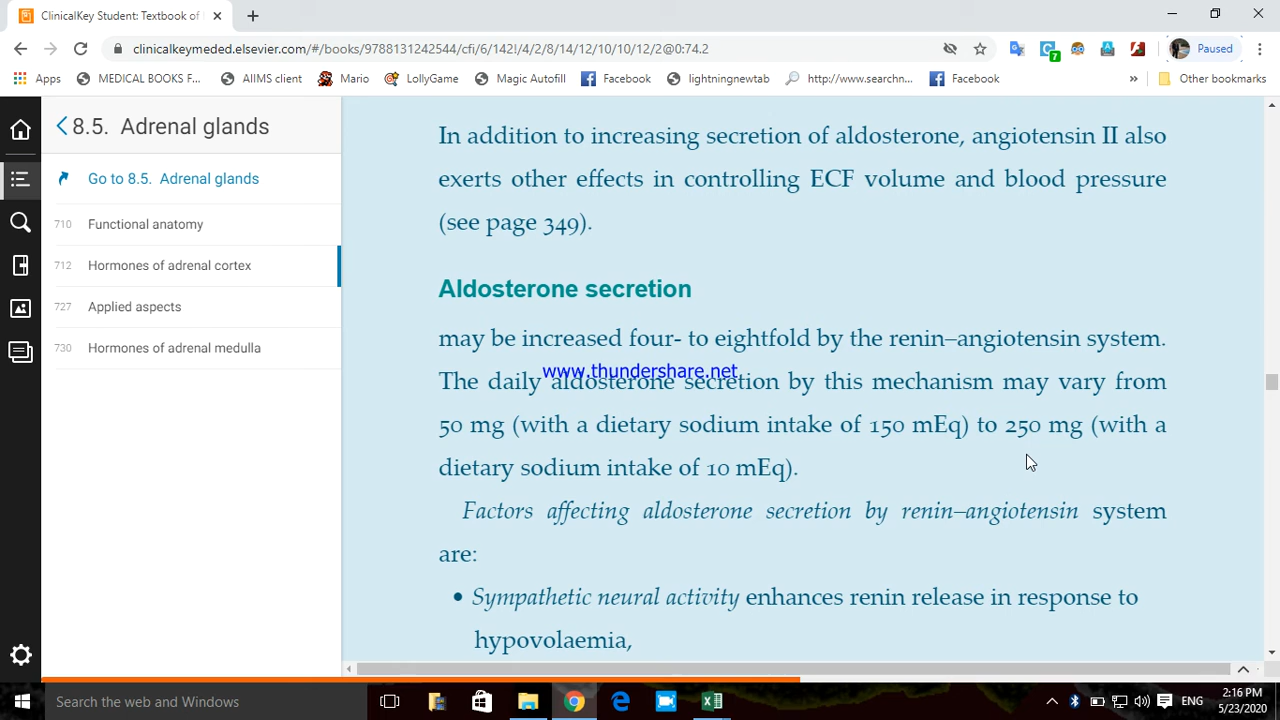 ClinicalKey Student: Textbook of
clinicalkeymeded.elsevier.com/#/books/9788131242544/cfi/6/142!/4/2/8/14/12/10/10/12/2@0:74.2
7
Paused
Apps
MEDICAL BOOKS F...
AIIMS client
Mario
LollyGame
Magic Autofill
Facebook
lightningnewtab
http://www.searchn...
Facebook
»
Other bookmarks
8.5. Adrenal glands
Go to 8.5. Adrenal glands
710 Functional anatomy
712 Hormones of adrenal cortex
727 Applied aspects
730 Hormones of adrenal medulla
In addition to increasing secretion of aldosterone, angiotensin II also
exerts other effects in controlling ECF volume and blood pressure
(see page 349).
Aldosterone secretion
may be increased four- to eightfold by the renin–angiotensin system.
www.thundershare.net
The daily aldosterone secretion by this mechanism may vary from
50 mg (with a dietary sodium intake of 150 mEq) to 250 mg (with a
dietary sodium intake of 10 mEq).
Factors affecting aldosterone secretion by renin–angiotensin system
are:
• Sympathetic neural activity enhances renin release in response to
hypovolaemia,
Search the web and Windows
ENG
2:16 PM
5/23/2020